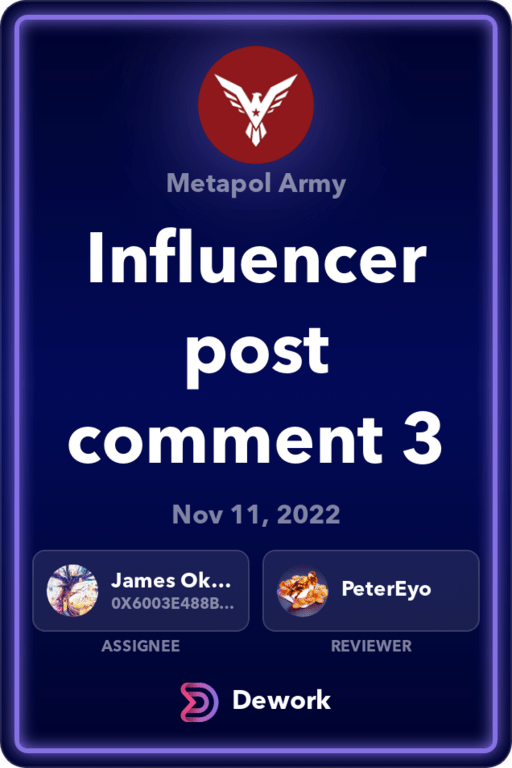 Metapol Army
Influencer
post
comment 3
Nov 11, 2022
James Ok...
0X6003E488B...
PeterEyo
ASSIGNEE
REVIEWER
Dework